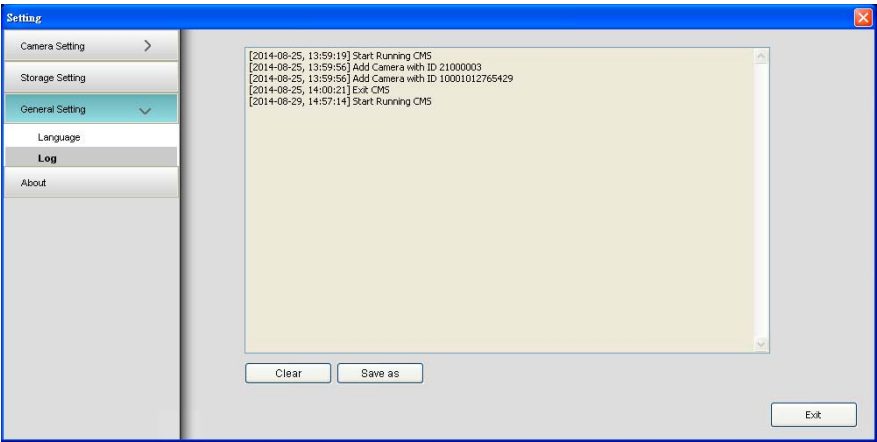 Setting
Camera Setting
Storage Setting
General Setting
Language
Log
About
[2014-08-25, 13:59:19] Start Running CMS
[2014-08-25, 13:59:56] Add Camera with ID 21000003
[2014-08-25, 13:59:56] Add Camera with ID 10001012765429
[2014-08-25, 14:00:21] Exit CMS
[2014-08-29, 14:57:14] Start Running CMS
Clear
Save as
Exit